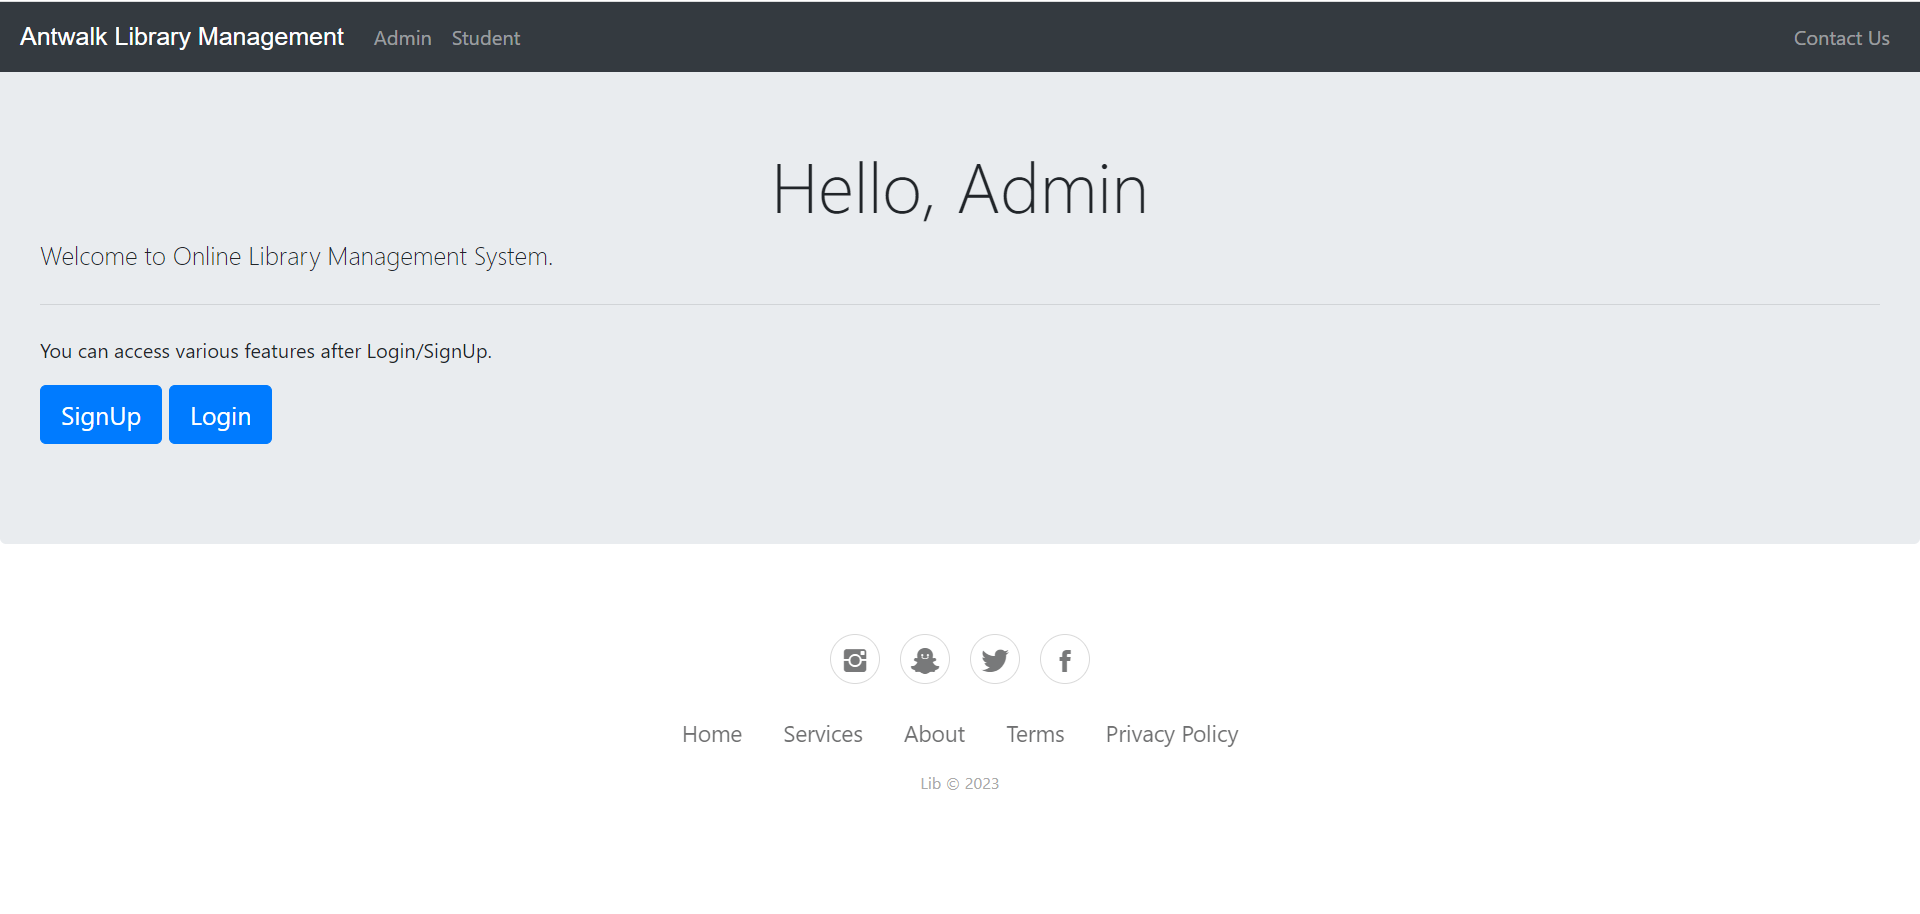 Antwalk Library Management Admin Student Contact Us
Hello, Admin
Welcome to Online Library Management System.
You can access various features after Login/SignUp.
SignUp Login
Home Services About Terms Privacy Policy
Lib © 2023